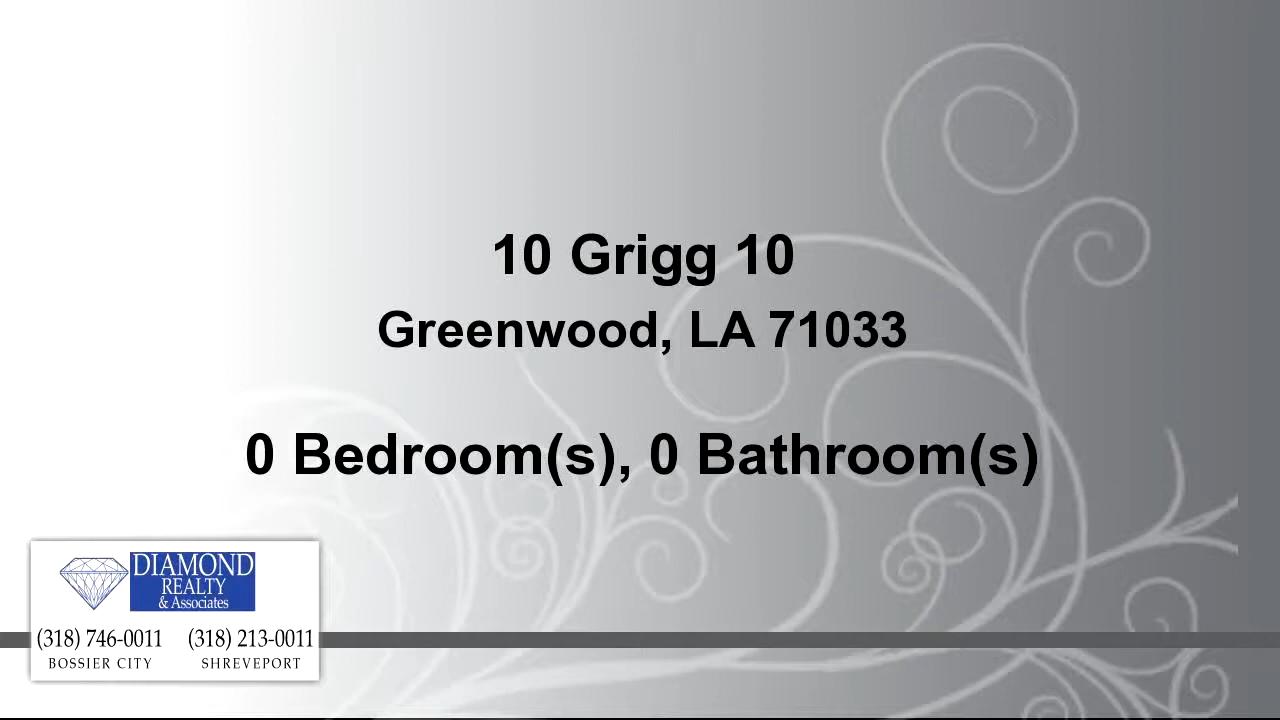 10 Grigg 10
Greenwood, LA 71033
0 Bedroom(s), 0 Bathroom(s)
DIAMOND
REALTY
& Associates
(318) 746-0011 (318) 213-0011
BOSSIER CITY SHREVEPORT